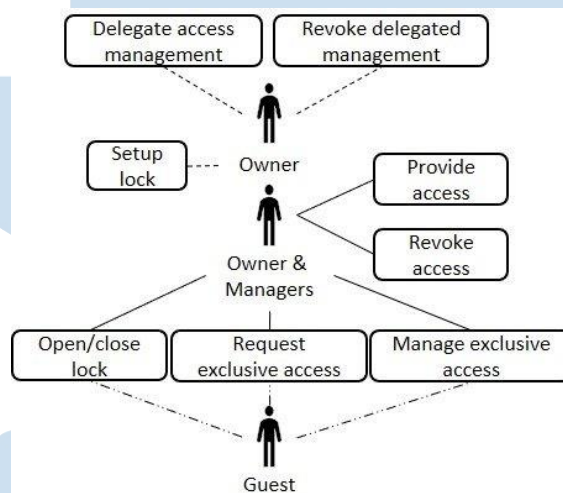 Delegate access
management
Revoke delegated
management
Setup
lock
Owner
Provide
access
Revoke
access
Owner &
Managers
Open/close
lock
Request
exclusive access
Manage exclusive
access
Guest